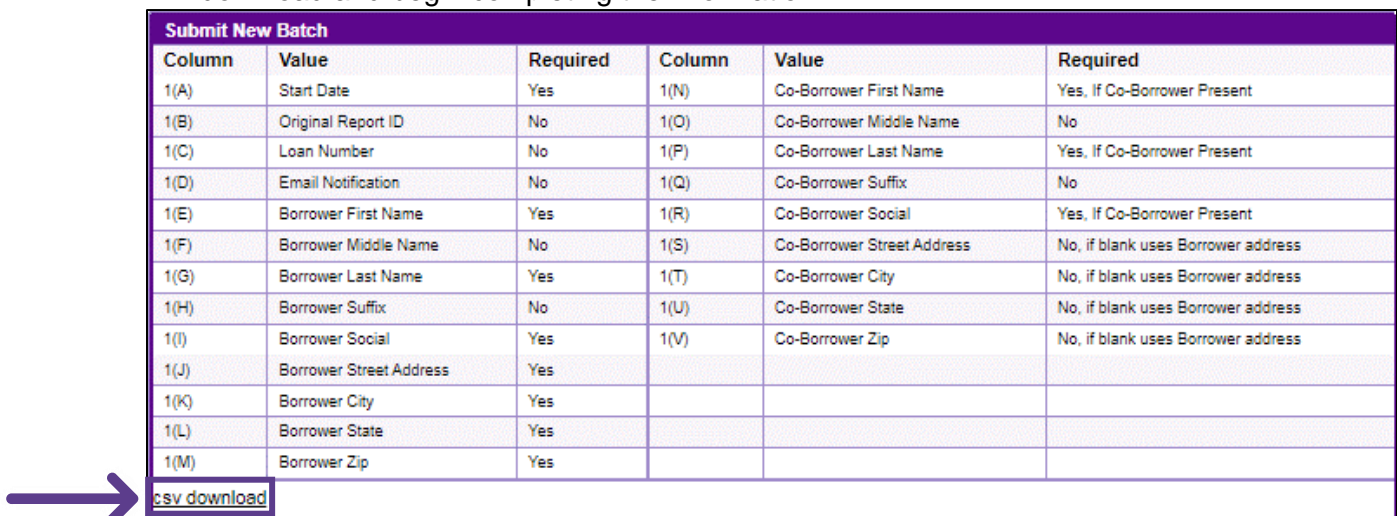 Submit New Batch
Column Value Required Column Value Required
1(A) Start Date Yes 1(N) Co-Borrower First Name Yes, If Co-Borrower Present
1(B) Original Report ID No 1(O) Co-Borrower Middle Name No
1(C) Loan Number No 1(P) Co-Borrower Last Name Yes, If Co-Borrower Present
1(D) Email Notification No 1(Q) Co-Borrower Suffix No
1(E) Borrower First Name Yes 1(R) Co-Borrower Social Yes, If Co-Borrower Present
1(F) Borrower Middle Name No 1(S) Co-Borrower Street Address No, if blank uses Borrower address
1(G) Borrower Last Name Yes 1(T) Co-Borrower City No, if blank uses Borrower address
1(H) Borrower Suffix No 1(U) Co-Borrower State No, if blank uses Borrower address
1(I) Borrower Social Yes 1(V) Co-Borrower Zip No, if blank uses Borrower address
1(J) Borrower Street Address Yes
1(K) Borrower City Yes
1(L) Borrower State Yes
1(M) Borrower Zip Yes
csv download